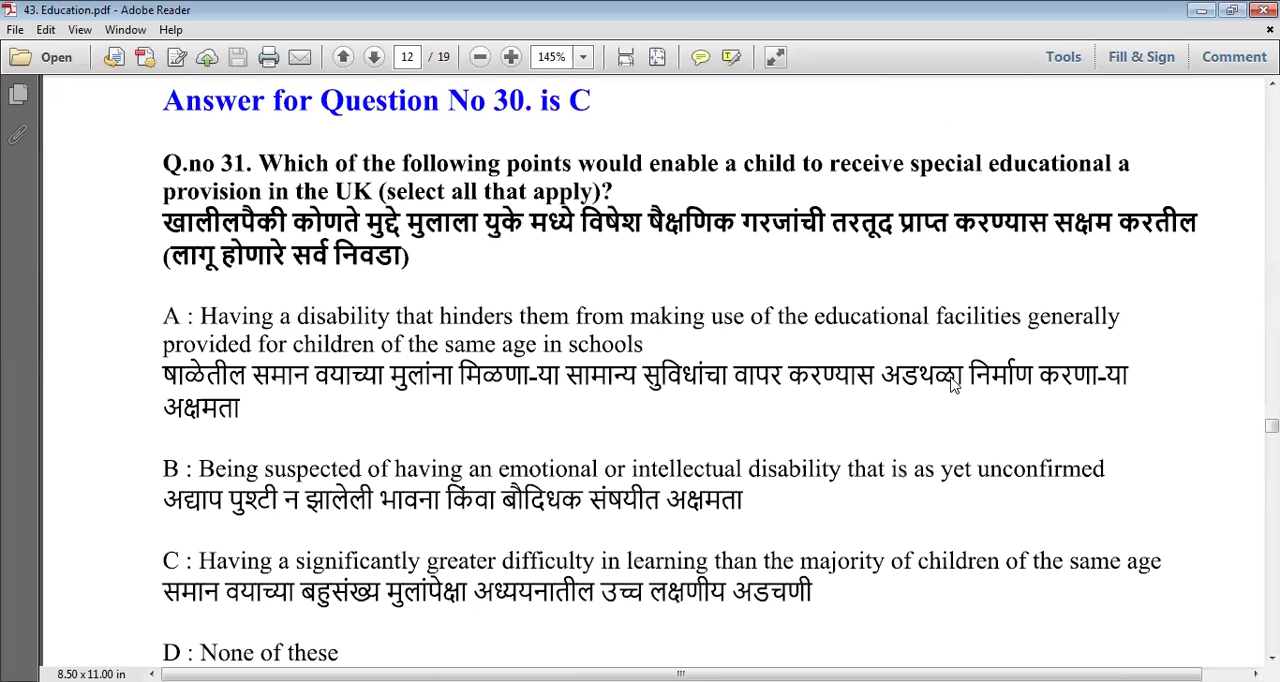 43. Education.pdf - Adobe Reader
File Edit View Window Help
Open 12 / 19 145% Tools Fill & Sign Comment
Answer for Question No 30. is C
Q.no 31. Which of the following points would enable a child to receive special educational a
provision in the UK (select all that apply)?
खालीलपैकी कोणते मुद्दे मुलाला युके मध्ये विषेश षैक्षणिक गरजांची तरतूद प्राप्त करण्यास सक्षम करतील
(लागू होणारे सर्व निवडा)
A : Having a disability that hinders them from making use of the educational facilities generally
provided for children of the same age in schools
षाळेतील समान वयाच्या मुलांना मिळणा-या सामान्य सुविधांचा वापर करण्यास अडथळा निर्माण करणा-या
अक्षमता
B : Being suspected of having an emotional or intellectual disability that is as yet unconfirmed
अद्याप पुश्टी न झालेली भावना किंवा बौदिधक संषयीत अक्षमता
C : Having a significantly greater difficulty in learning than the majority of children of the same age
समान वयाच्या बहुसंख्य मुलांपेक्षा अध्ययनातील उच्च लक्षणीय अडचणी
D : None of these
8.50 x 11.00 in